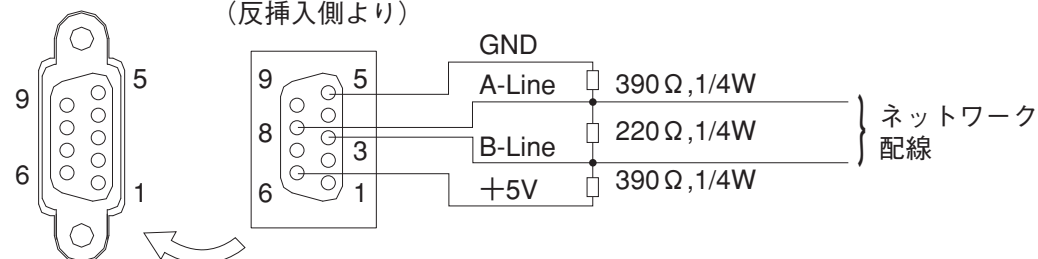 （反挿入側より）
9
5
6
1
9
5
8
3
6
1
GND
A-Line
B-Line
＋5V
390Ω,1/4W
220Ω,1/4W
390Ω,1/4W
ネットワーク
配線